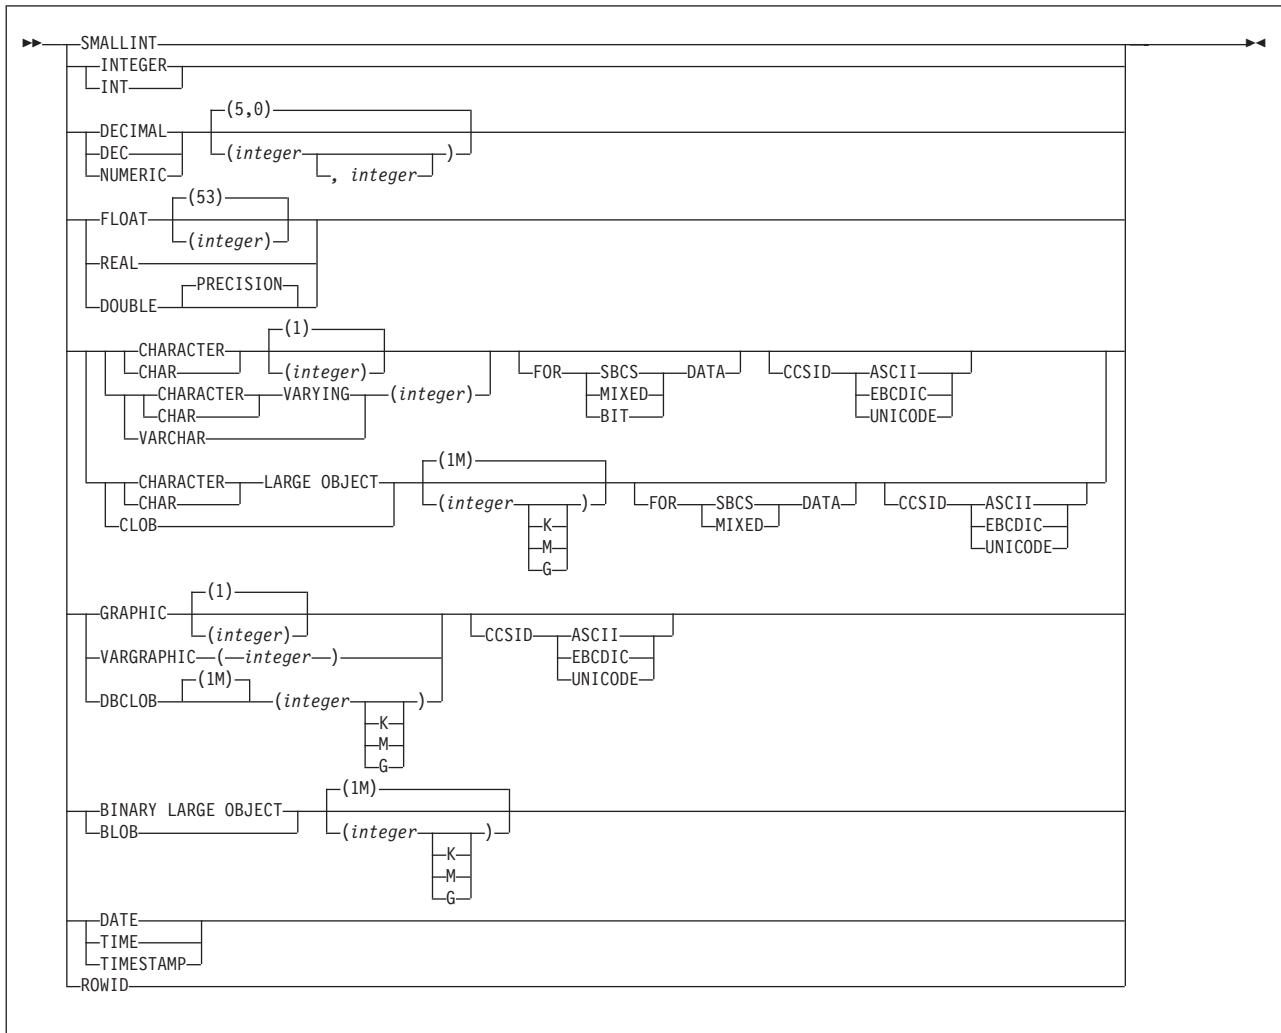 SMALLINT
INTEGER
INT
(5,0)
DECIMAL
DEC (integer )
NUMERIC , integer
(53)
FLOAT
(integer)
REAL
PRECISION
DOUBLE
(1)
CHARACTER
CHAR (integer) FOR SBCS DATA CCSID ASCII
CHARACTER VARYING (integer) MIXED EBCDIC
CHAR BIT UNICODE
VARCHAR
(1M)
CHARACTER LARGE OBJECT
CHAR (integer ) FOR SBCS DATA CCSID ASCII
CLOB K MIXED EBCDIC
M UNICODE
G
(1)
GRAPHIC
(integer) CCSID ASCII
VARGRAPHIC ( integer ) EBCDIC
(1M) UNICODE
DBCLOB (integer )
K
M
G
(1M)
BINARY LARGE OBJECT
BLOB (integer )
K
M
G
DATE
TIME
TIMESTAMP
ROWID